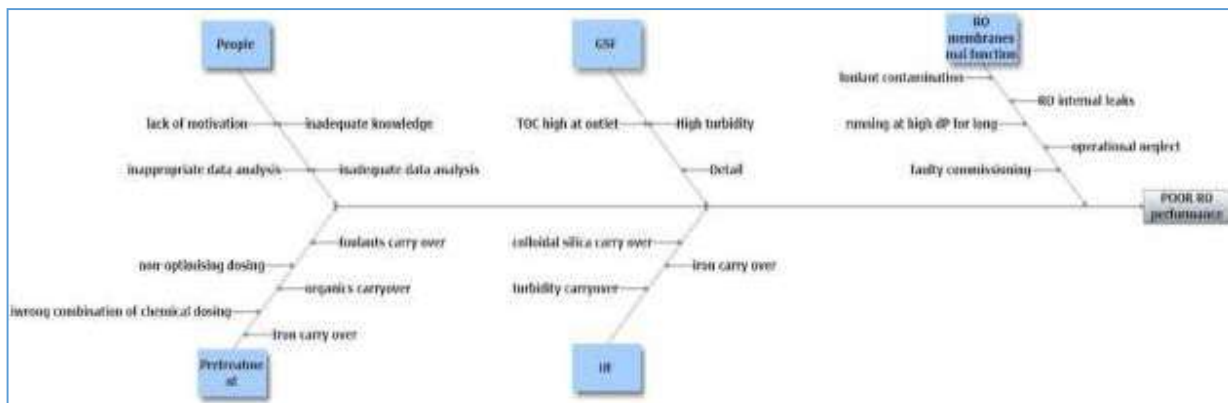 People
GSF
RO
membranes
mal function
foulant contamination
RO internal leaks
lack of motivation
inadequate knowledge
TOC high at outlet
High turbidity
running at high dP for long
operational neglect
inappropriate data analysis
inadequate data analysis
Detail
faulty commissioning
POOR RO
performance
foulants carry over
colloidal silica carry over
non-optimising dosing
iron carry over
organics carryover
turbidity carryover
iwrong combination of chemical dosing
Iron carry over
Pretreatme
nt